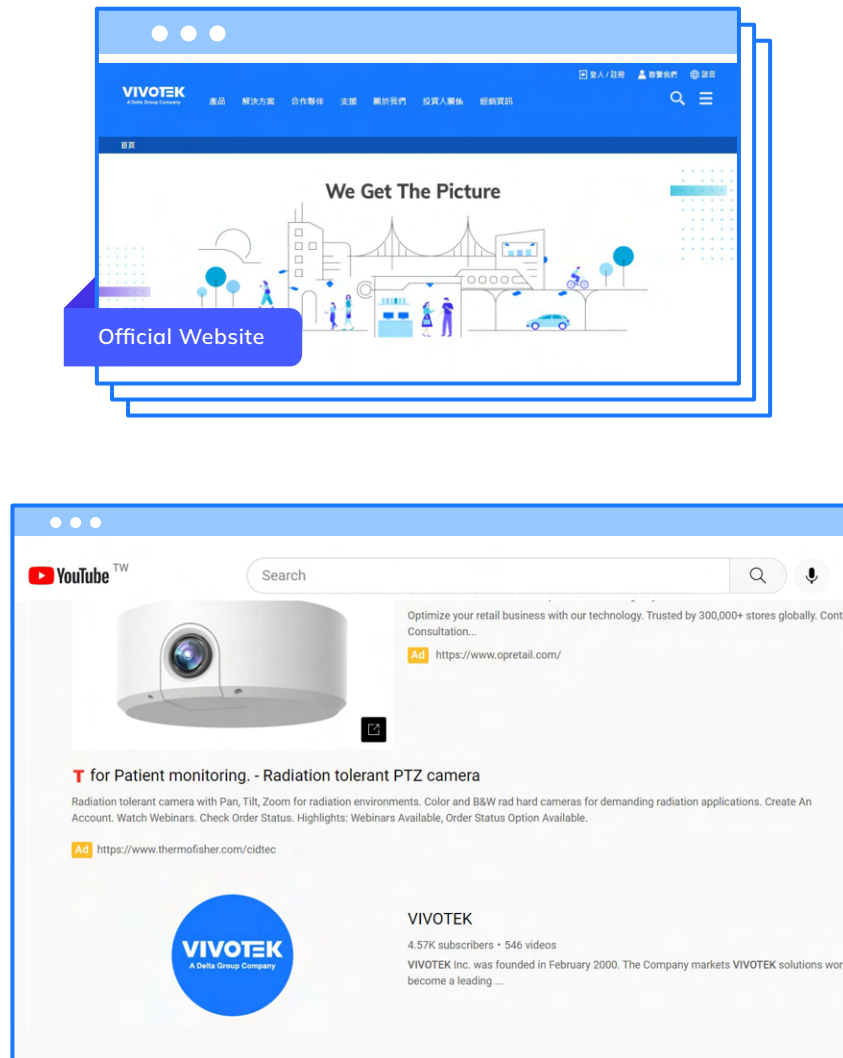 登入 / 註冊 聯繫我們 語言
VIVOTEK
A Delta Group Company
產品 解決方案 合作夥伴 支援 關於我們 投資人關係 經銷資訊
首頁
We Get The Picture
Official Website
YouTube TW
Search
Optimize your retail business with our technology. Trusted by 300,000+ stores globally. Cont
Consultation...
Ad https://www.opretail.com/
T for Patient monitoring. - Radiation tolerant PTZ camera
Radiation tolerant camera with Pan, Tilt, Zoom for radiation environments. Color and B&W rad hard cameras for demanding radiation applications. Create An
Account. Watch Webinars. Check Order Status. Highlights: Webinars Available, Order Status Option Available.
Ad https://www.thermofisher.com/cidtec
VIVOTEK
A Delta Group Company
VIVOTEK
4.57K subscribers • 546 videos
VIVOTEK Inc. was founded in February 2000. The Company markets VIVOTEK solutions wor
become a leading ...